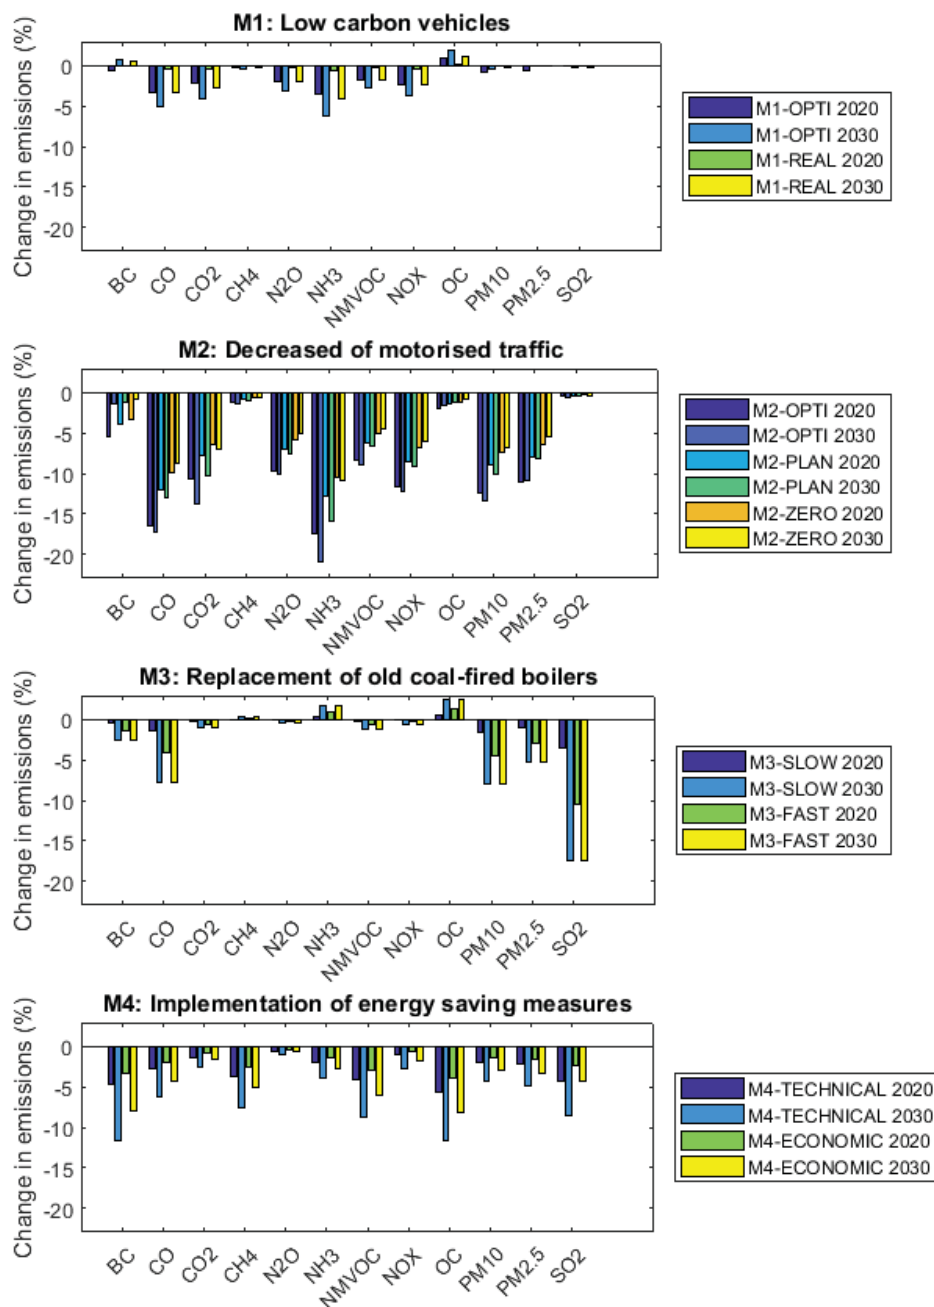 M1: Low carbon vehicles
Change in emissions (%)
0
-5
-10
-15
-20
BC
CO
CO2
CH4
N2O
NH3
NMVOC
NOX
OC
PM10
PM2.5
SO2
M1-OPTI 2020
M1-OPTI 2030
M1-REAL 2020
M1-REAL 2030
M2: Decreased of motorised traffic
Change in emissions (%)
0
-5
-10
-15
-20
BC
CO
CO2
CH4
N2O
NH3
NMVOC
NOX
OC
PM10
PM2.5
SO2
M2-OPTI 2020
M2-OPTI 2030
M2-PLAN 2020
M2-PLAN 2030
M2-ZERO 2020
M2-ZERO 2030
M3: Replacement of old coal-fired boilers
Change in emissions (%)
0
-5
-10
-15
-20
BC
CO
CO2
CH4
N2O
NH3
NMVOC
NOX
OC
PM10
PM2.5
SO2
M3-SLOW 2020
M3-SLOW 2030
M3-FAST 2020
M3-FAST 2030
M4: Implementation of energy saving measures
Change in emissions (%)
0
-5
-10
-15
-20
BC
CO
CO2
CH4
N2O
NH3
NMVOC
NOX
OC
PM10
PM2.5
SO2
M4-TECHNICAL 2020
M4-TECHNICAL 2030
M4-ECONOMIC 2020
M4-ECONOMIC 2030